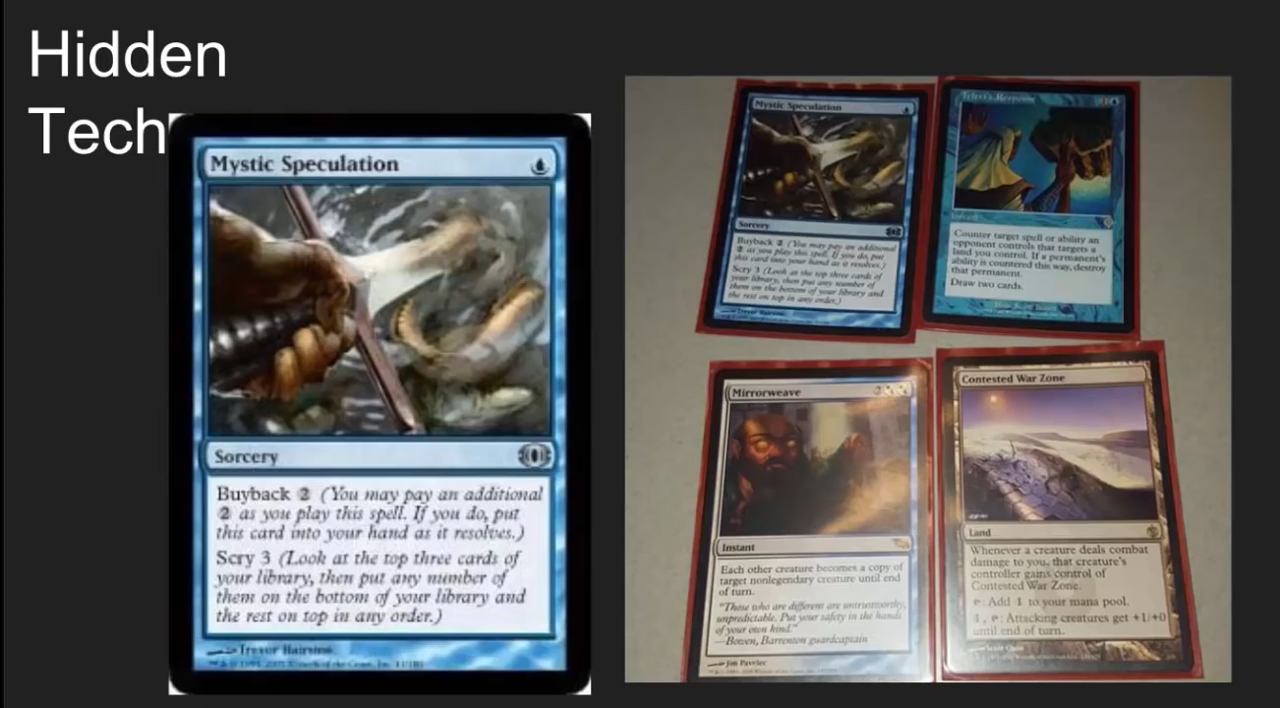 Hidden
Tech
Mystic Speculation
Sorcery
Buyback 2 (You may pay an additional
2 as you play this spell. If you do, put
this card into your hand as it resolves.)
Scry 3 (Look at the top three cards of
your library, then put any number of
them on the bottom of your library and
the rest on top in any order.)
Trevor Hairsine
Mystic Speculation
Sorcery
Buyback 2 (You may pay an additional
2 as you play this spell. If you do, put
this card into your hand as it resolves.)
Scry 3 (Look at the top three cards of
your library, then put any number of
them on the bottom of your library and
the rest on top in any order.)
Trevor Hairsine
Teferi's Response
Instant
Counter target spell or ability an
opponent controls that targets a
land you control. If a permanent's
ability is countered this way, destroy
that permanent.
Draw two cards.
Mirrorweave
2
Instant
Each other creature becomes a copy of
target nonlegendary creature until end
of turn.
"Those who are different are untrustworthy,
unpredictable. Put your safety in the hands
of your own kind."
—Bowen, Barrenton guardcaptain
Jim Pavelec
Contested War Zone
Land
Whenever a creature deals combat
damage to you, that creature's
controller gains control of
Contested War Zone.
: Add 1 to your mana pool.
1, : Attacking creatures get +1/+0
until end of turn.